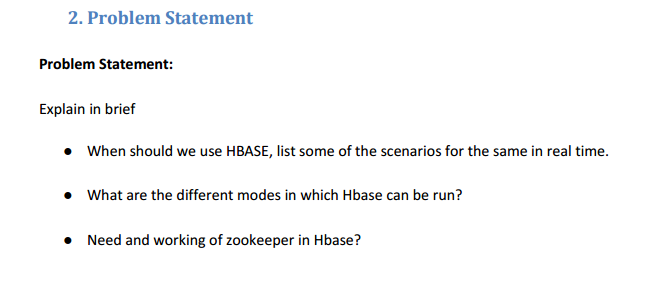 2. Problem Statement
Problem Statement:
Explain in brief
● When should we use HBASE, list some of the scenarios for the same in real time.
● What are the different modes in which Hbase can be run?
● Need and working of zookeeper in Hbase?